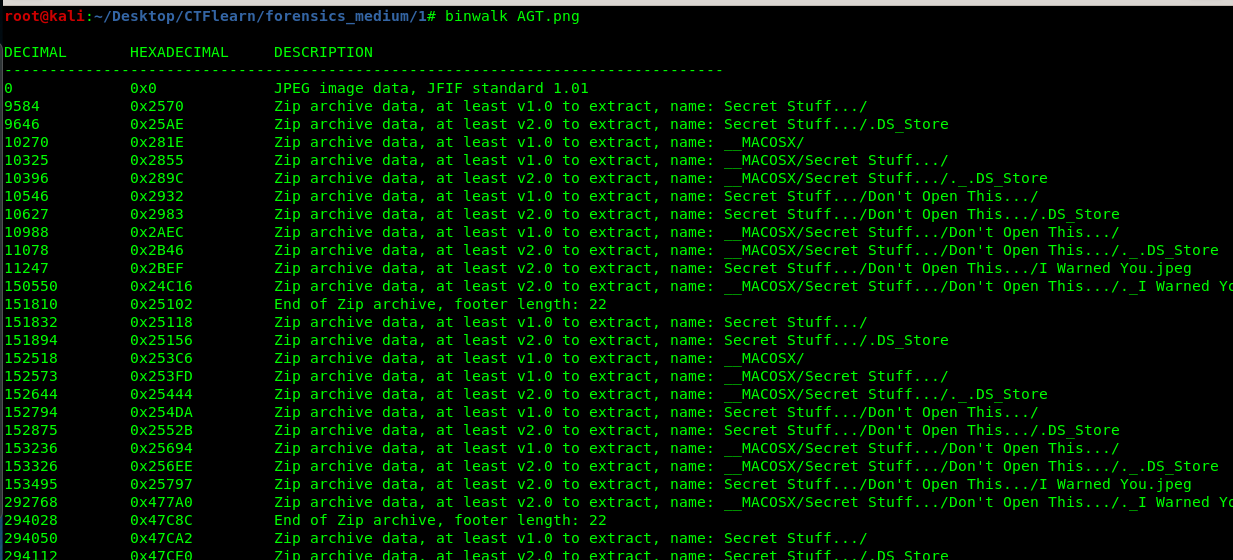 root@kali:~/Desktop/CTFlearn/forensics_medium/1# binwalk AGT.png
DECIMAL HEXADECIMAL DESCRIPTION
--------------------------------------------------------------------------------
0 0x0 JPEG image data, JFIF standard 1.01
9584 0x2570 Zip archive data, at least v1.0 to extract, name: Secret Stuff.../
9646 0x25AE Zip archive data, at least v2.0 to extract, name: Secret Stuff.../.DS_Store
10270 0x281E Zip archive data, at least v1.0 to extract, name: __MACOSX/
10325 0x2855 Zip archive data, at least v1.0 to extract, name: __MACOSX/Secret Stuff.../
10396 0x289C Zip archive data, at least v2.0 to extract, name: __MACOSX/Secret Stuff.../._.DS_Store
10546 0x2932 Zip archive data, at least v1.0 to extract, name: Secret Stuff.../Don't Open This.../
10627 0x2983 Zip archive data, at least v2.0 to extract, name: Secret Stuff.../Don't Open This.../.DS_Store
10988 0x2AEC Zip archive data, at least v1.0 to extract, name: __MACOSX/Secret Stuff.../Don't Open This.../
11078 0x2B46 Zip archive data, at least v2.0 to extract, name: __MACOSX/Secret Stuff.../Don't Open This.../._.DS_Store
11247 0x2BEF Zip archive data, at least v2.0 to extract, name: Secret Stuff.../Don't Open This.../I Warned You.jpeg
150550 0x24C16 Zip archive data, at least v2.0 to extract, name: __MACOSX/Secret Stuff.../Don't Open This.../._I Warned Yo
151810 0x25102 End of Zip archive, footer length: 22
151832 0x25118 Zip archive data, at least v1.0 to extract, name: Secret Stuff.../
151894 0x25156 Zip archive data, at least v2.0 to extract, name: Secret Stuff.../.DS_Store
152518 0x253C6 Zip archive data, at least v1.0 to extract, name: __MACOSX/
152573 0x253FD Zip archive data, at least v1.0 to extract, name: __MACOSX/Secret Stuff.../
152644 0x25444 Zip archive data, at least v2.0 to extract, name: __MACOSX/Secret Stuff.../._.DS_Store
152794 0x254DA Zip archive data, at least v1.0 to extract, name: Secret Stuff.../Don't Open This.../
152875 0x2552B Zip archive data, at least v2.0 to extract, name: Secret Stuff.../Don't Open This.../.DS_Store
153236 0x25694 Zip archive data, at least v1.0 to extract, name: __MACOSX/Secret Stuff.../Don't Open This.../
153326 0x256EE Zip archive data, at least v2.0 to extract, name: __MACOSX/Secret Stuff.../Don't Open This.../._.DS_Store
153495 0x25797 Zip archive data, at least v2.0 to extract, name: Secret Stuff.../Don't Open This.../I Warned You.jpeg
292768 0x477A0 Zip archive data, at least v2.0 to extract, name: __MACOSX/Secret Stuff.../Don't Open This.../._I Warned Yo
294028 0x47C8C End of Zip archive, footer length: 22
294050 0x47CA2 Zip archive data, at least v1.0 to extract, name: Secret Stuff.../
294112 0x47CE0 Zip archive data, at least v2.0 to extract, name: Secret Stuff.../.DS_Store